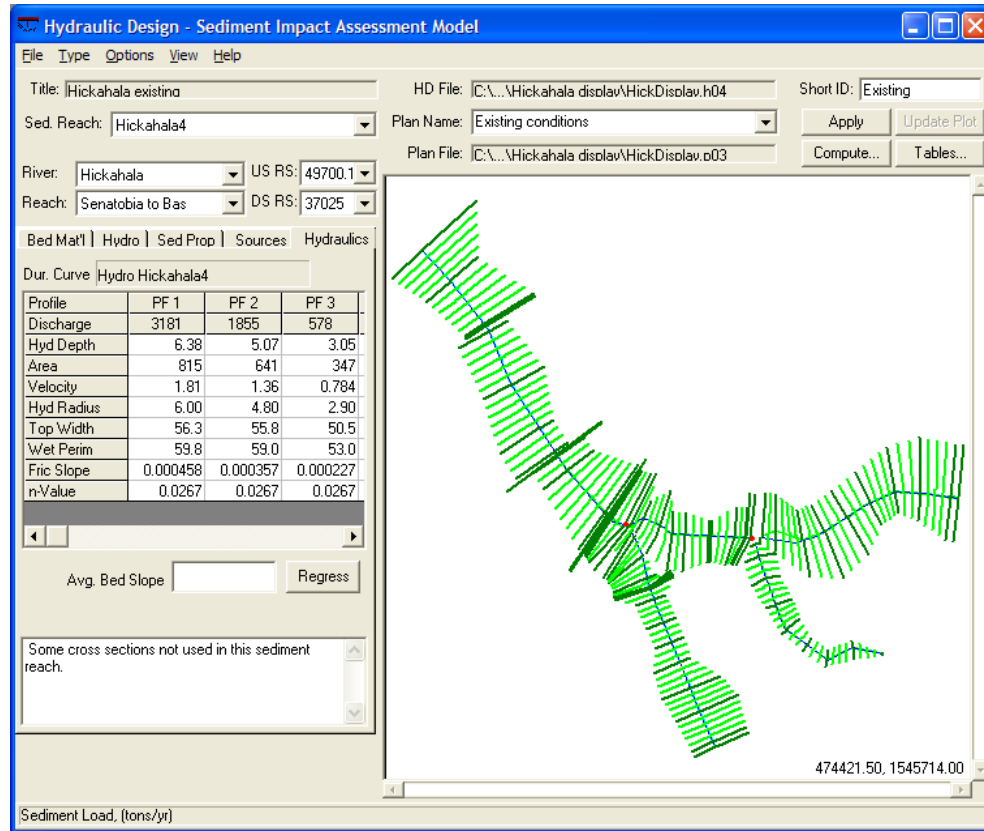 Hydraulic Design - Sediment Impact Assessment Model
File Type Options View Help
Title: Hickahala existing
HD File: C:\...\Hickahala display\HickDisplay.h04
Short ID: Existing
Sed. Reach: Hickahala4
Plan Name: Existing conditions
Apply Update Plot
Plan File: C:\...\Hickahala display\HickDisplay.p03
Compute... Tables...
River: Hickahala US RS: 49700.1
Reach: Senatobia to Bas DS RS: 37025
Bed Mat'l Hydro Sed Prop Sources Hydraulics
Dur. Curve Hydro Hickahala4
Profile PF 1 PF 2 PF 3
Discharge 3181 1855 578
Hyd Depth 6.38 5.07 3.05
Area 815 641 347
Velocity 1.81 1.36 0.784
Hyd Radius 6.00 4.80 2.90
Top Width 56.3 55.8 50.5
Wet Perim 59.8 59.0 53.0
Fric Slope 0.000458 0.000357 0.000227
n-Value 0.0267 0.0267 0.0267
Avg. Bed Slope Regress
Some cross sections not used in this sediment
reach.
474421.50, 1545714.00
Sediment Load, (tons/yr)